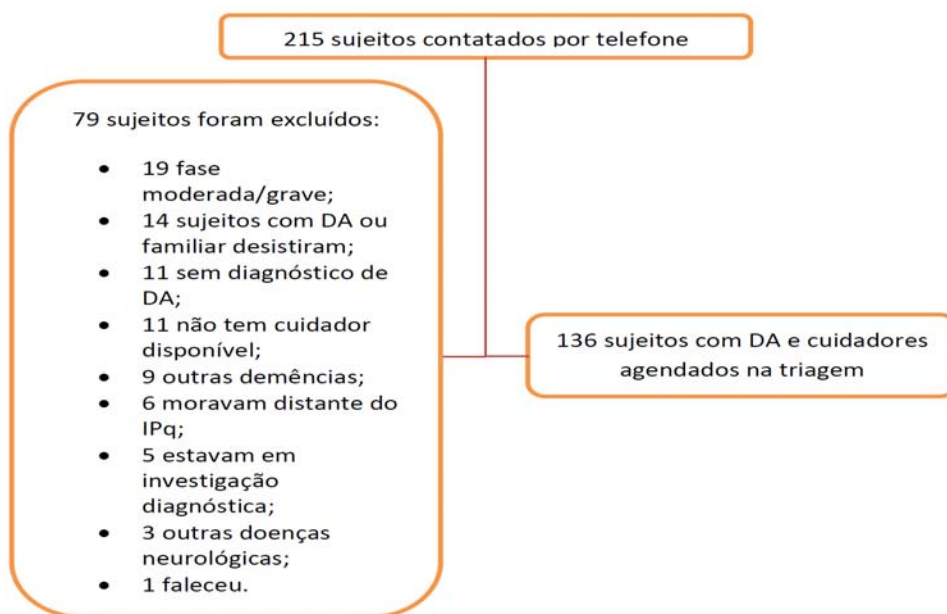 215 sujeitos contatados por telefone
79 sujeitos foram excluídos:
• 19 fase
moderada/grave;
• 14 sujeitos com DA ou
familiar desistiram;
• 11 sem diagnóstico de
DA;
• 11 não tem cuidador
disponível;
• 9 outras demências;
• 6 moravam distante do
IPq;
• 5 estavam em
investigação
diagnóstica;
• 3 outras doenças
neurológicas;
• 1 faleceu.
136 sujeitos com DA e cuidadores
agendados na triagem